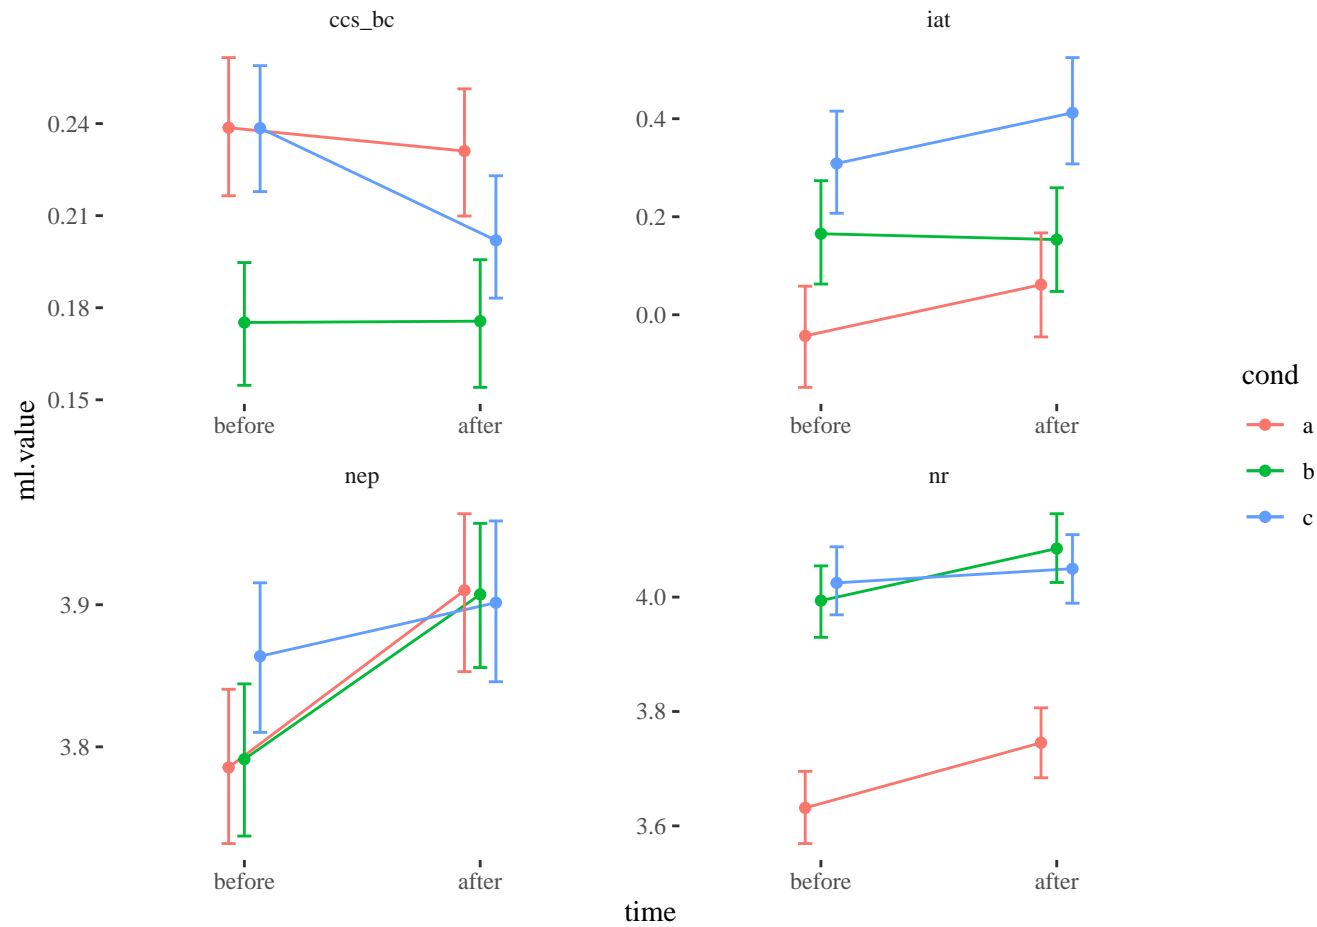 ccs_bc
iat
0.24
0.21
0.18
0.15
before
after
0.4
0.2
0.0
before
after
ml.value
nep
nr
3.9
3.8
before
after
4.0
3.8
3.6
before
after
time
cond
a
b
c